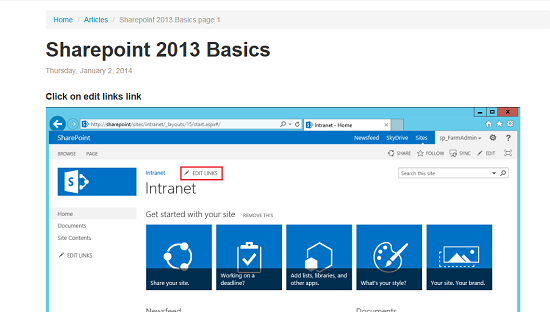 Home / Articles / Sharepoint 2013 Basics page 1
Sharepoint 2013 Basics
Thursday, January 2, 2014
Click on edit links link
http://sharepoint/sites/intranet/_layouts/15/start.aspx#/ Intranet - Home
SharePoint Newsfeed SkyDrive Sites sp_FarmAdmin ?
BROWSE PAGE SHARE FOLLOW SYNC EDIT
S Intranet EDIT LINKS Search this site
Intranet
Home
Documents
Site Contents
EDIT LINKS
Get started with your site REMOVE THIS
Share your site.
Working on a deadline?
Add lists, libraries, and other apps.
What's your style?
Your site. Your brand.
Newsfeed Documents